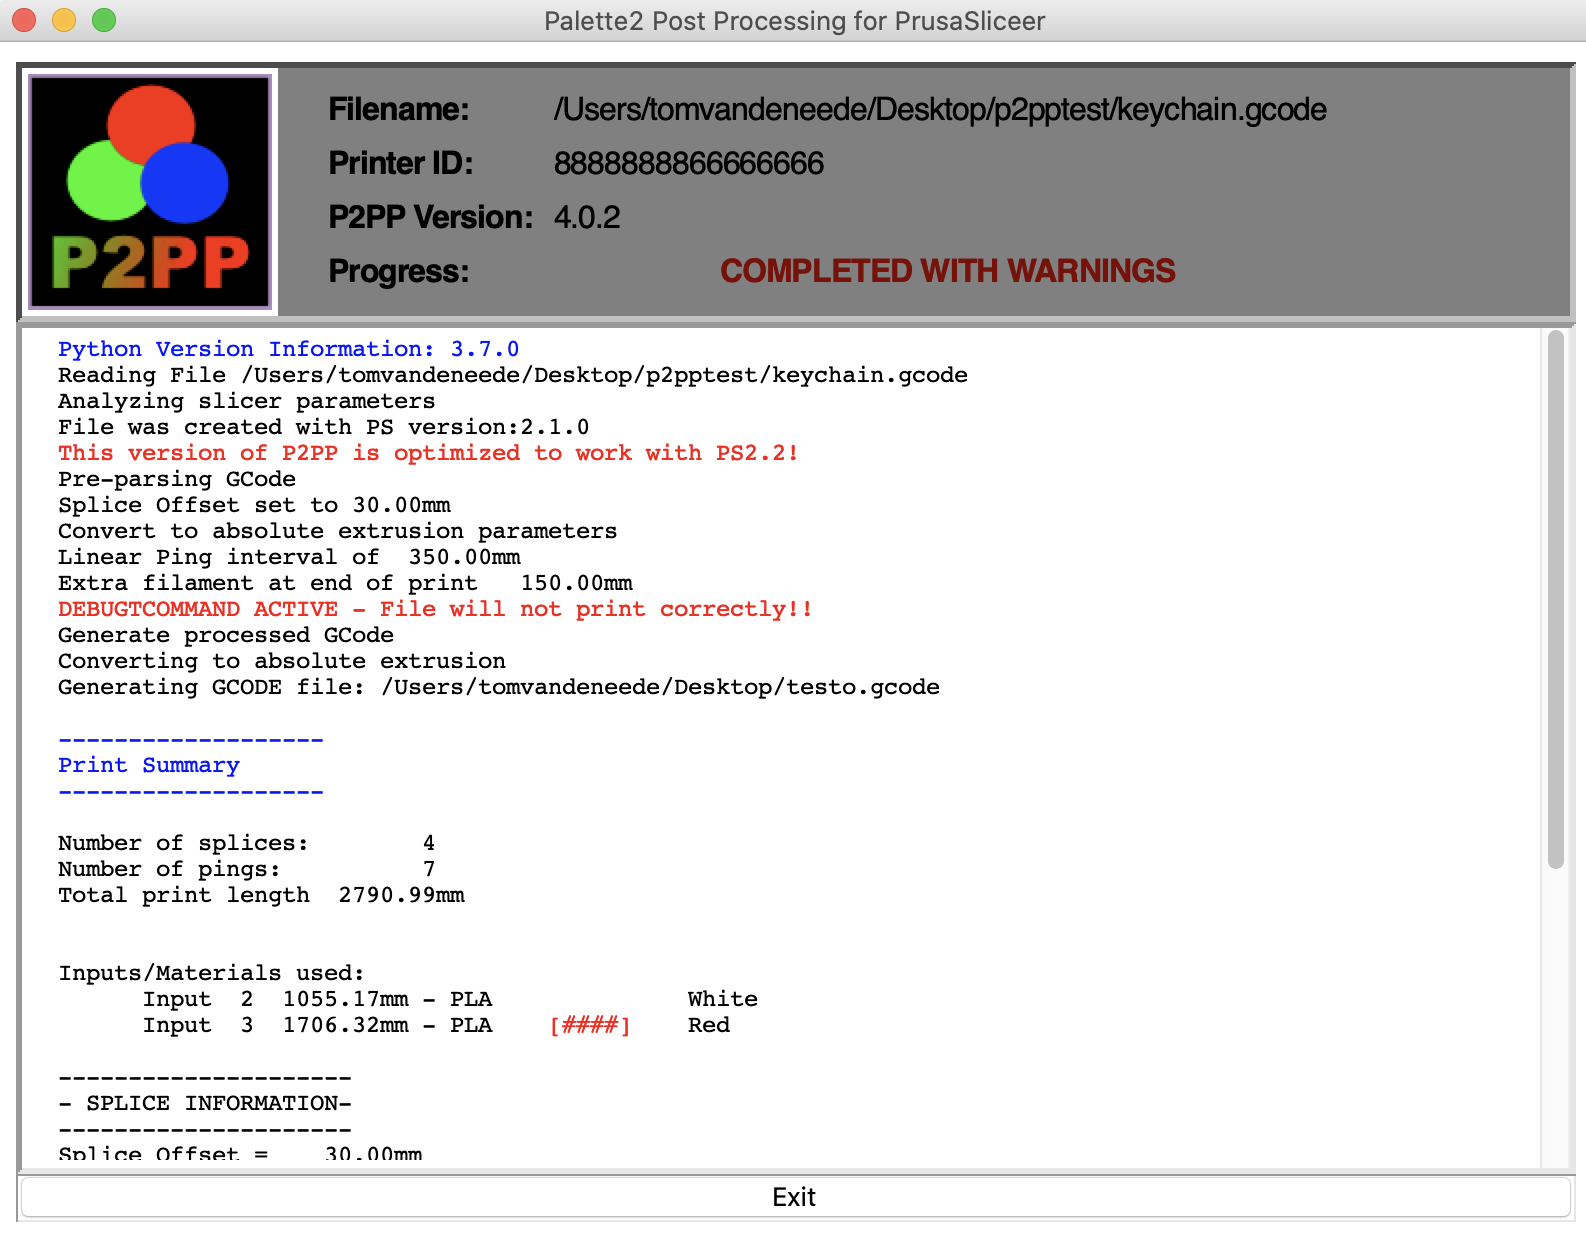 Palette2 Post Processing for PrusaSliceer
P2PP
Filename: /Users/tomvandeneede/Desktop/p2pptest/keychain.gcode
Printer ID: 8888888866666666
P2PP Version: 4.0.2
Progress: COMPLETED WITH WARNINGS
Python Version Information: 3.7.0
Reading File /Users/tomvandeneede/Desktop/p2pptest/keychain.gcode
Analyzing slicer parameters
File was created with PS version:2.1.0
This version of P2PP is optimized to work with PS2.2!
Pre-parsing GCode
Splice Offset set to 30.00mm
Convert to absolute extrusion parameters
Linear Ping interval of  350.00mm
Extra filament at end of print   150.00mm
DEBUGTCOMMAND ACTIVE - File will not print correctly!!
Generate processed GCode
Converting to absolute extrusion
Generating GCODE file: /Users/tomvandeneede/Desktop/testo.gcode
-------------------
Print Summary
-------------------
Number of splices:        4
Number of pings:          7
Total print length  2790.99mm
Inputs/Materials used:
      Input  2  1055.17mm - PLA              White
      Input  3  1706.32mm - PLA    [####]    Red
---------------------
- SPLICE INFORMATION-
---------------------
Splice Offset =    30.00mm
Exit